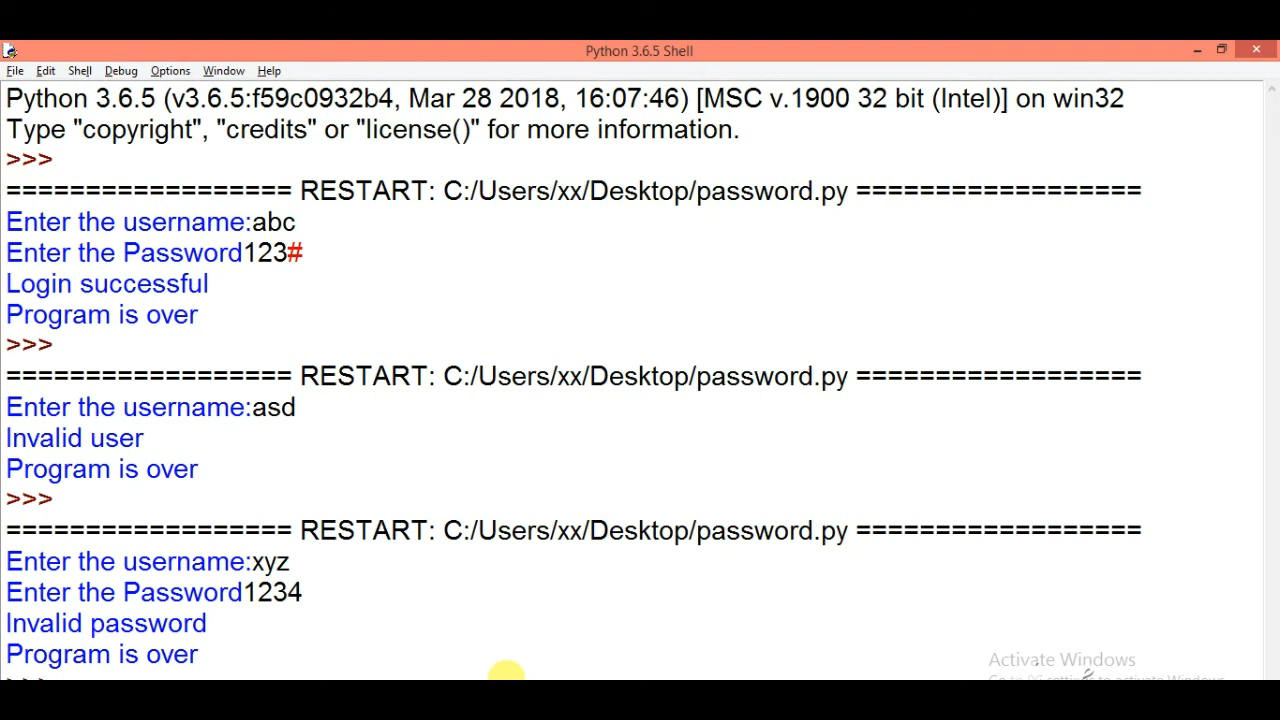 Python 3.6.5 Shell
File Edit Shell Debug Options Window Help
Python 3.6.5 (v3.6.5:f59c0932b4, Mar 28 2018, 16:07:46) [MSC v.1900 32 bit (Intel)] on win32
Type "copyright", "credits" or "license()" for more information.
>>>
================== RESTART: C:/Users/xx/Desktop/password.py ==================
Enter the username:abc
Enter the Password123#
Login successful
Program is over
>>>
================== RESTART: C:/Users/xx/Desktop/password.py ==================
Enter the username:asd
Invalid user
Program is over
>>>
================== RESTART: C:/Users/xx/Desktop/password.py ==================
Enter the username:xyz
Enter the Password1234
Invalid password
Program is over
Activate Windows